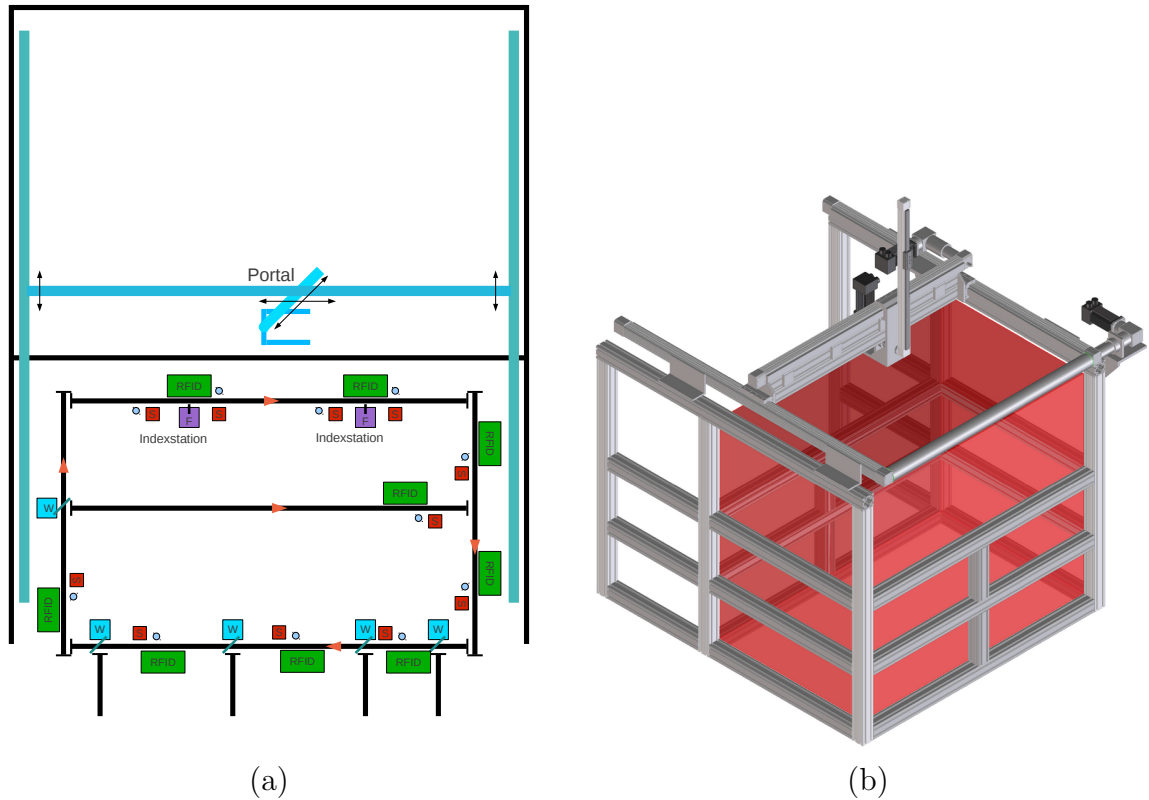 Portal
RFID RFID
S F S S F S
Indexstation Indexstation
RFID
S
RFID
W
S
RFID
S
RFID
S
W S W S W S W
RFID RFID RFID
(a) (b)